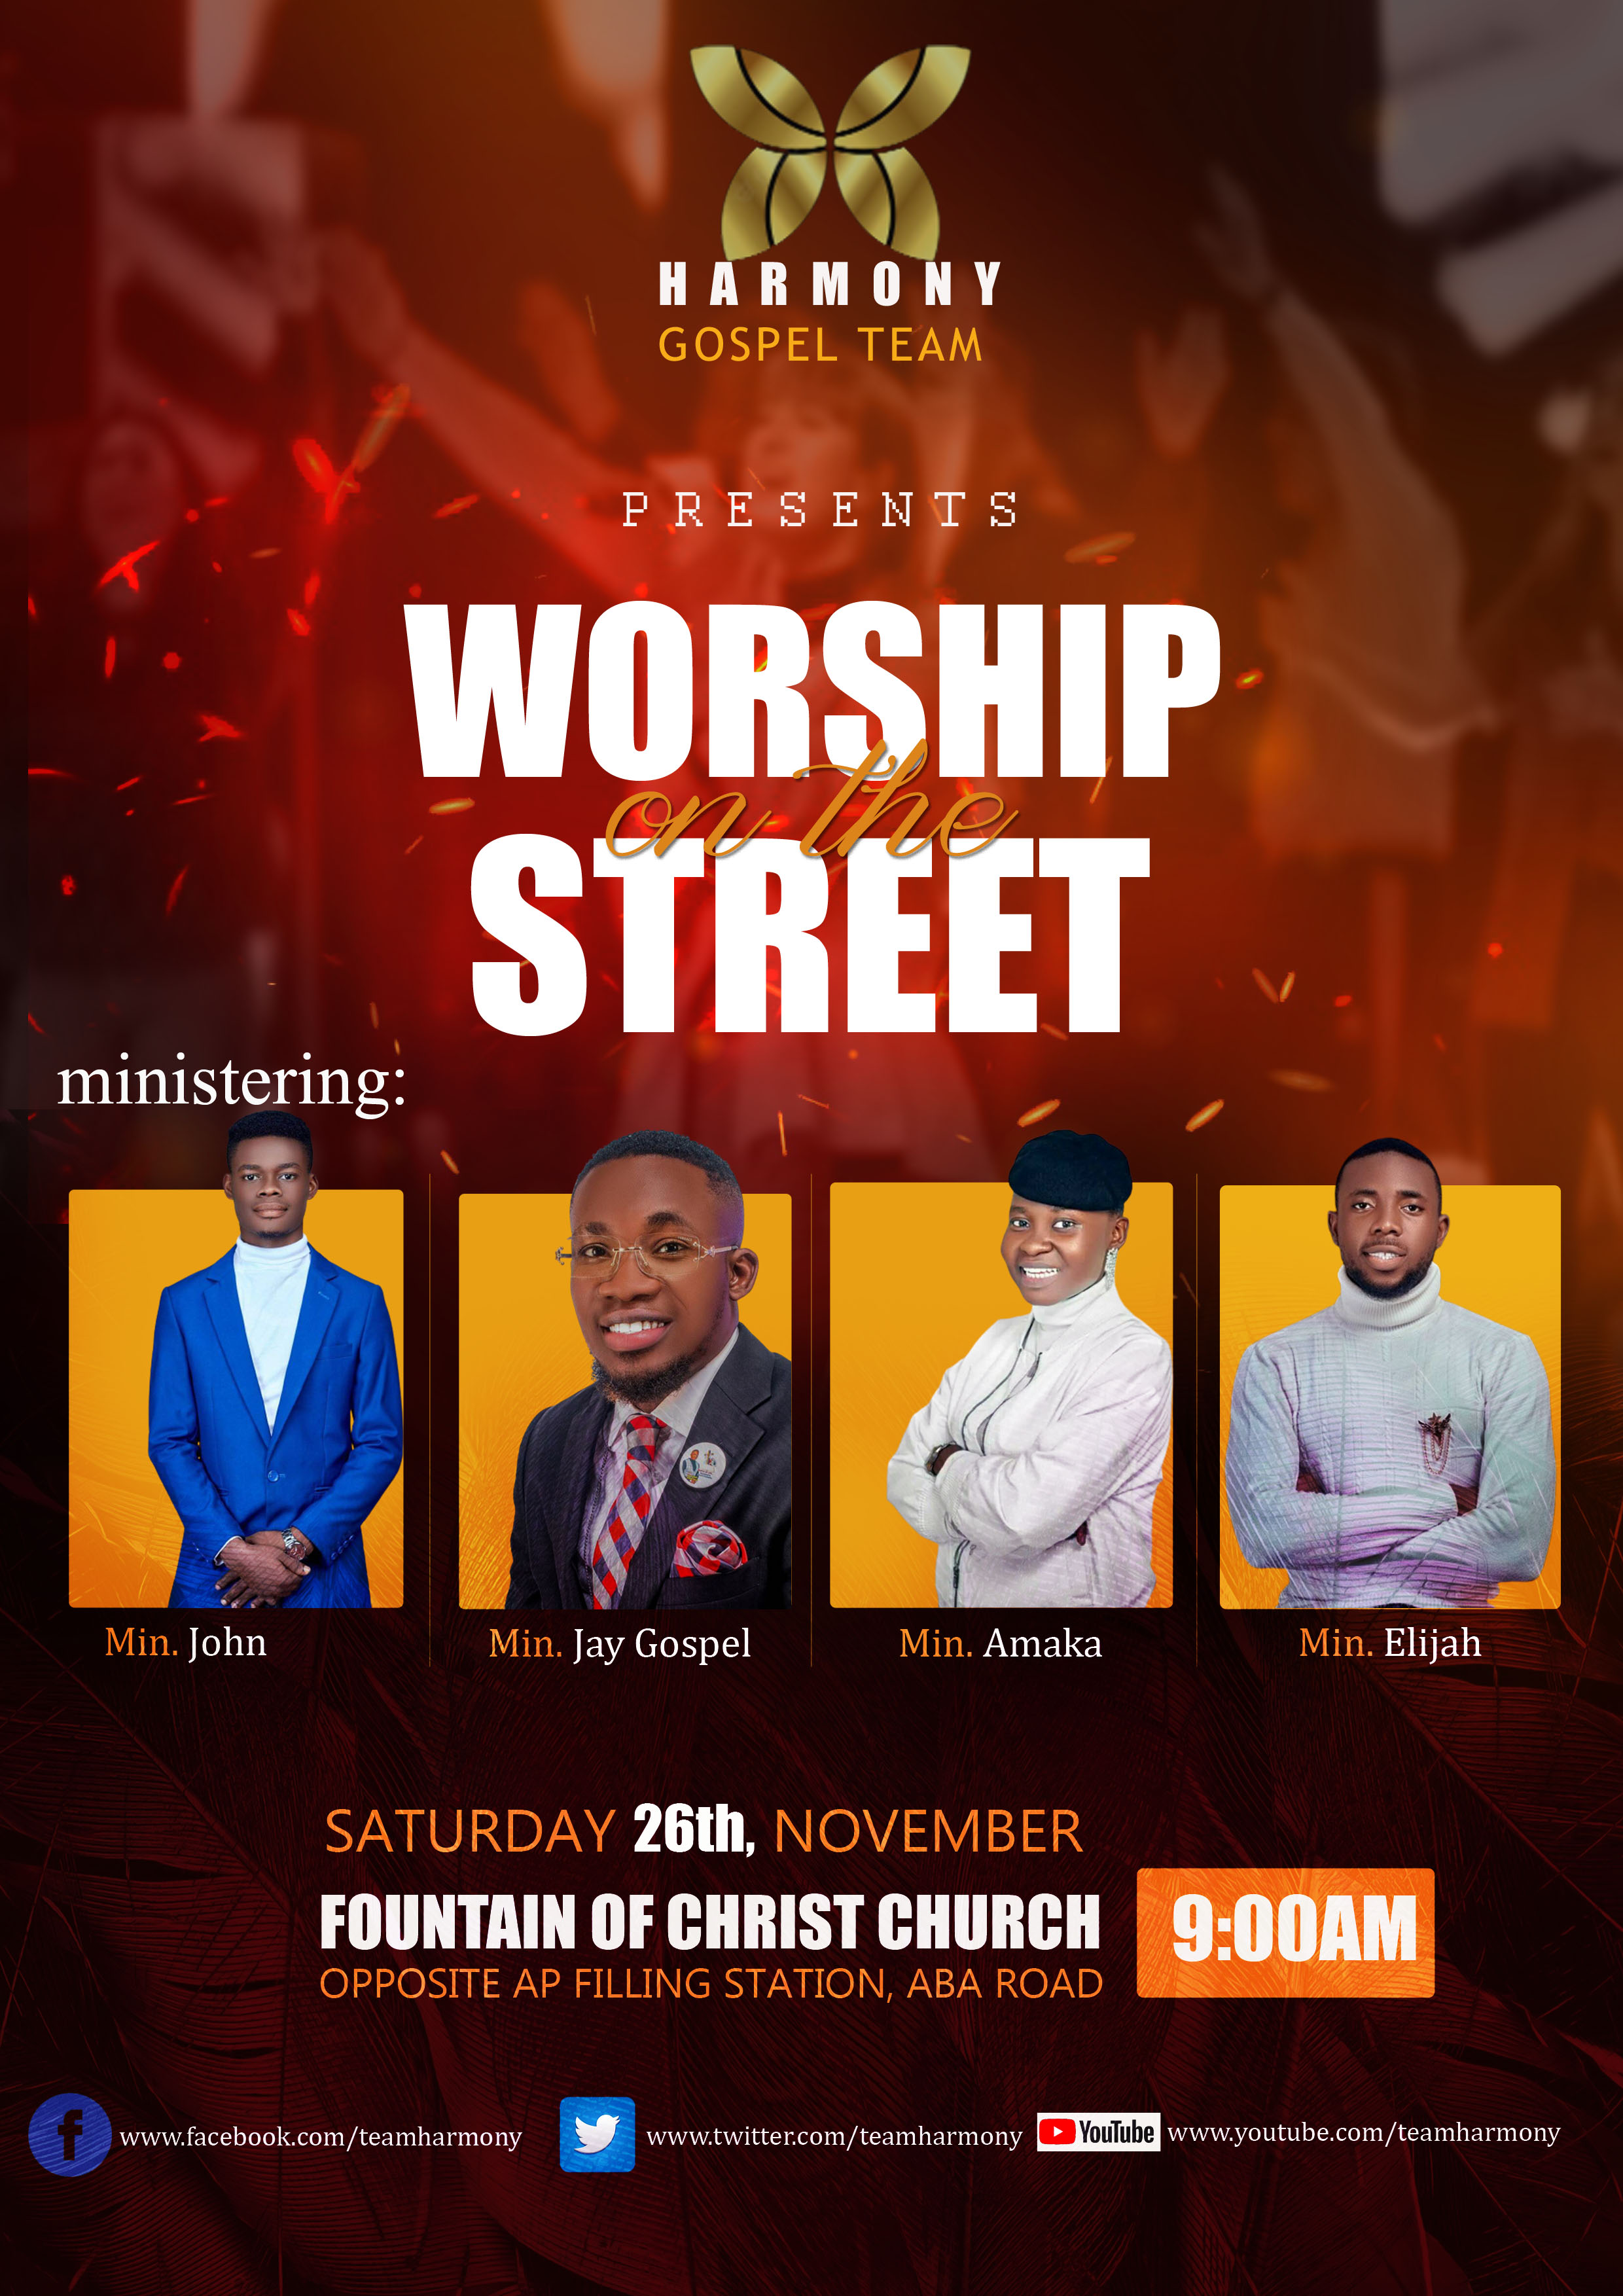 HARMONY
GOSPEL TEAM
PRESENTS
WORSHIP
on the
STREET
ministering:
Min. John
Min. Jay Gospel
Min. Amaka
Min. Elijah
SATURDAY 26th, NOVEMBER
FOUNTAIN OF CHRIST CHURCH
OPPOSITE AP FILLING STATION, ABA ROAD
9:00AM
www.facebook.com/teamharmony
www.twitter.com/teamharmony
YouTube
www.youtube.com/teamharmony